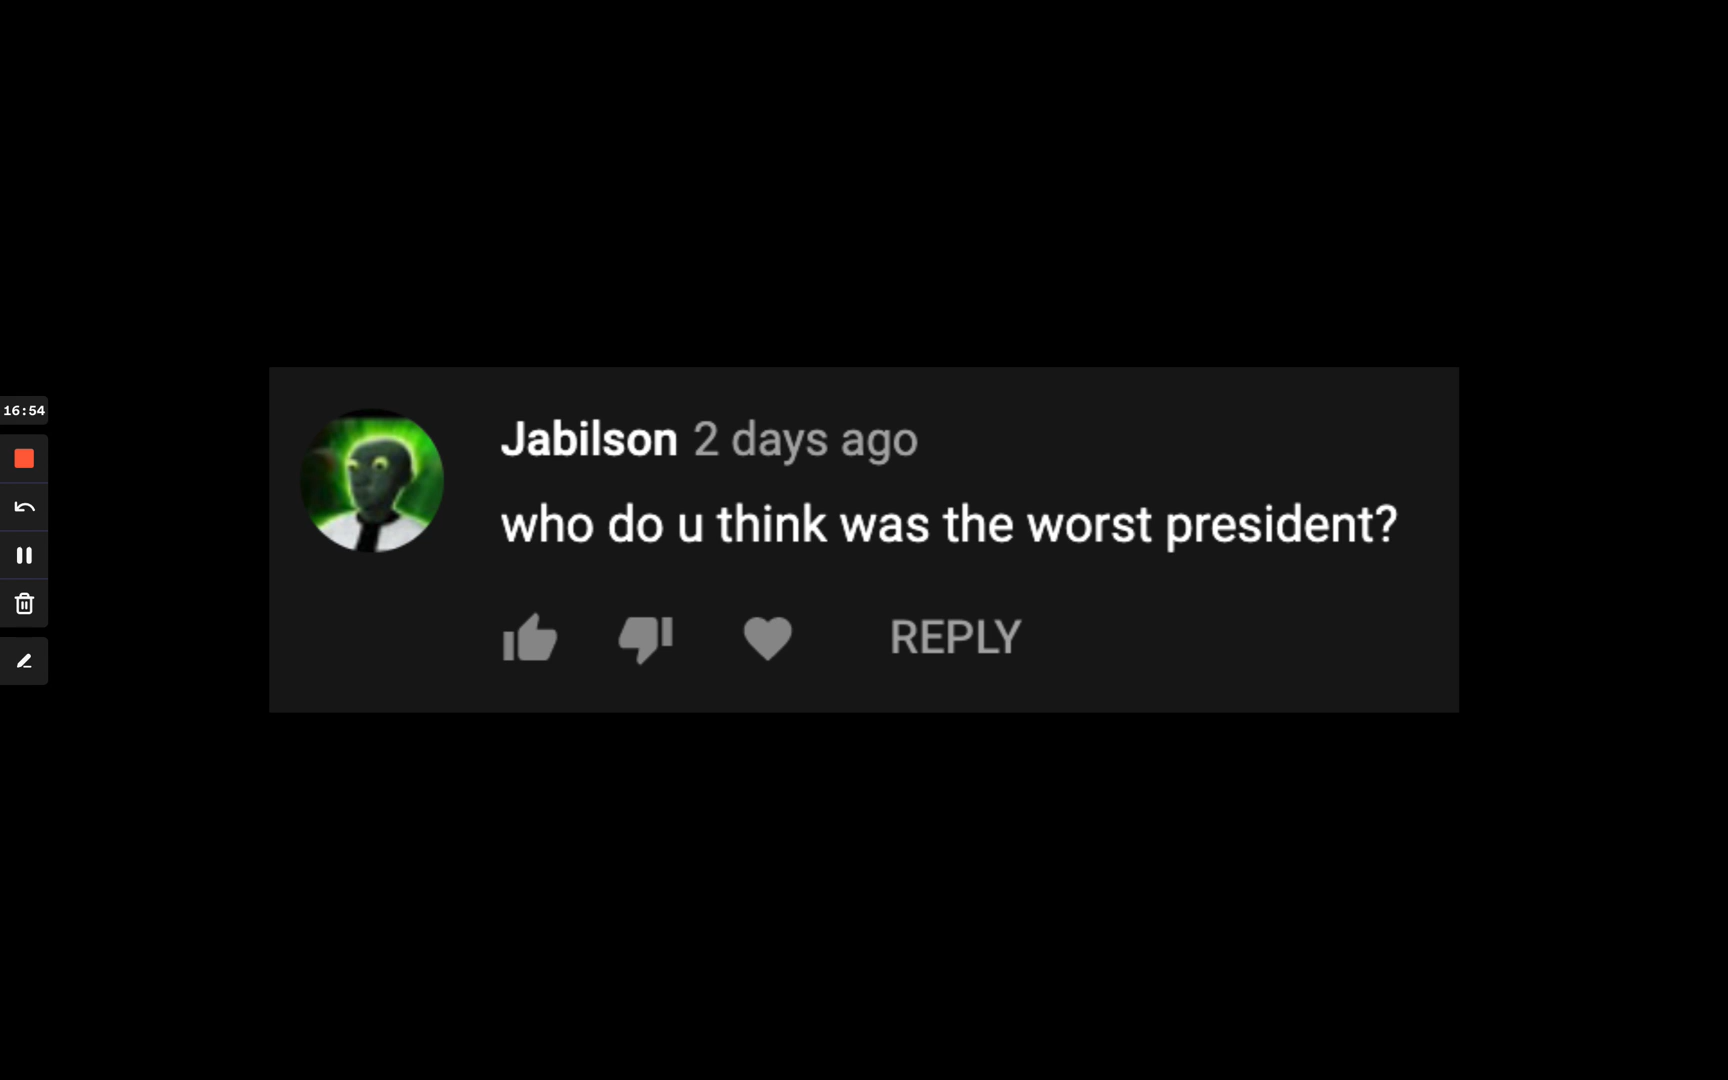 16:54
Jabilson 2 days ago
who do u think was the worst president?
REPLY